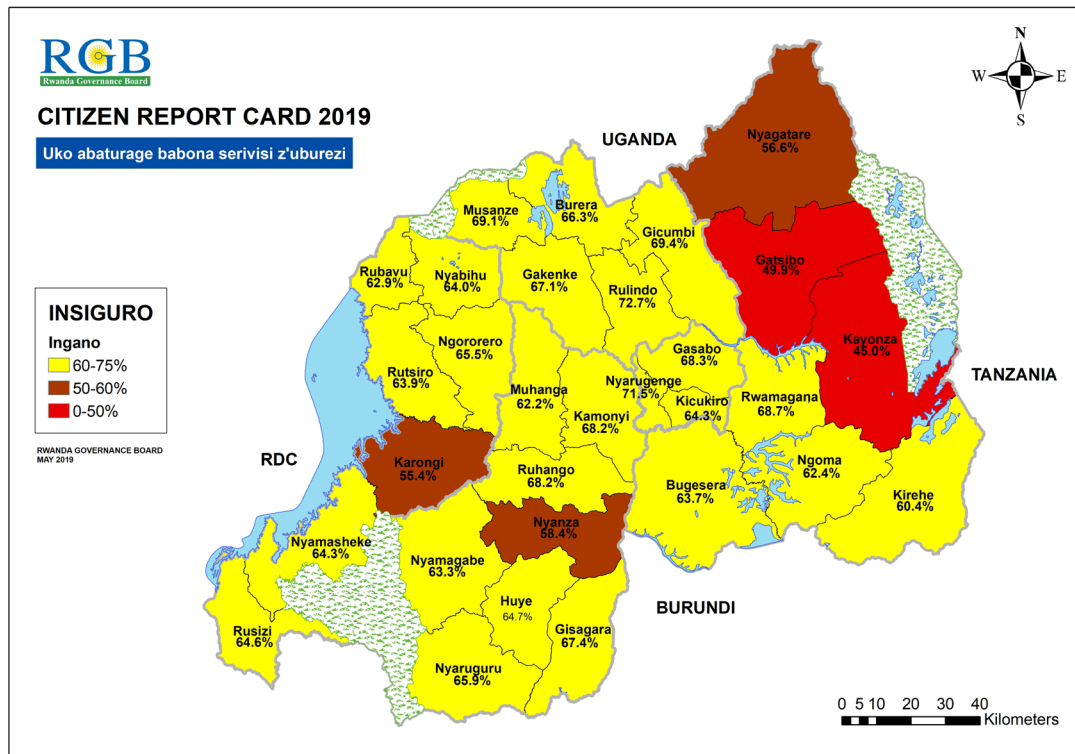 RGB
Rwanda Governance Board
CITIZEN REPORT CARD 2019
Uko abaturage babona serivisi z'uburezi
N
W
E
S
UGANDA
TANZANIA
RDC
BURUNDI
Nyagatare
56.6%
Musanze
69.1%
Burera
66.3%
Gicumbi
69.4%
Gatsibo
49.9%
Rubavu
62.9%
Nyabihu
64.0%
Gakenke
67.1%
Rulindo
72.7%
Kayonza
45.0%
Ngororero
65.5%
Rutsiro
63.9%
Muhanga
62.2%
Kamonyi
68.2%
Nyarugenge
71.5%
Gasabo
68.3%
Kicukiro
64.3%
Rwamagana
68.7%
Karongi
55.4%
Ruhango
68.2%
Bugesera
63.7%
Ngoma
62.4%
Kirehe
60.4%
Nyanza
58.4%
Nyamasheke
64.3%
Nyamagabe
63.3%
Huye
64.7%
Gisagara
67.4%
Rusizi
64.6%
Nyaruguru
65.9%
INSIGURO
Ingano
60-75%
50-60%
0-50%
RWANDA GOVERNANCE BOARD
MAY 2019
0 5 10 20 30 40
Kilometers